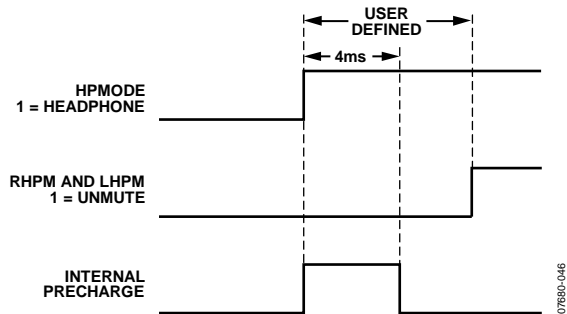 USER
DEFINED
4ms
HPMODE
1 = HEADPHONE
RHPM AND LHPM
1 = UNMUTE
INTERNAL
PRECHARGE
07680-046